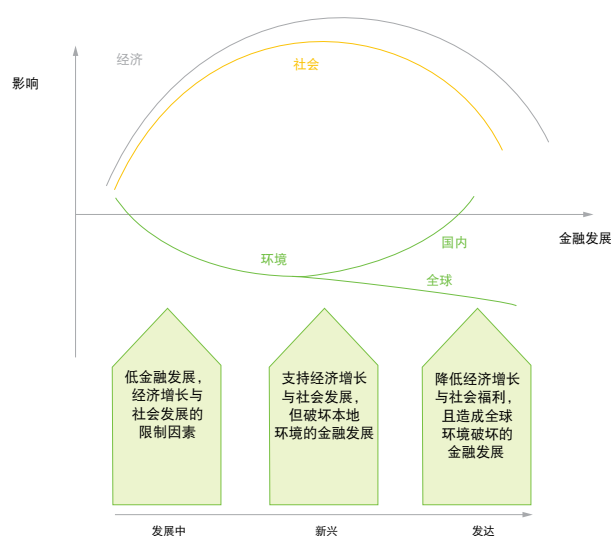 经济
社会
影响
金融发展
国内
环境
全球
低金融发展，
经济增长与
社会发展的
限制因素
支持经济增长
与社会发展，
但破坏本地
环境的金融发展
降低经济增长
与社会福利，
且造成全球
环境破坏的
金融发展
发展中
新兴
发达